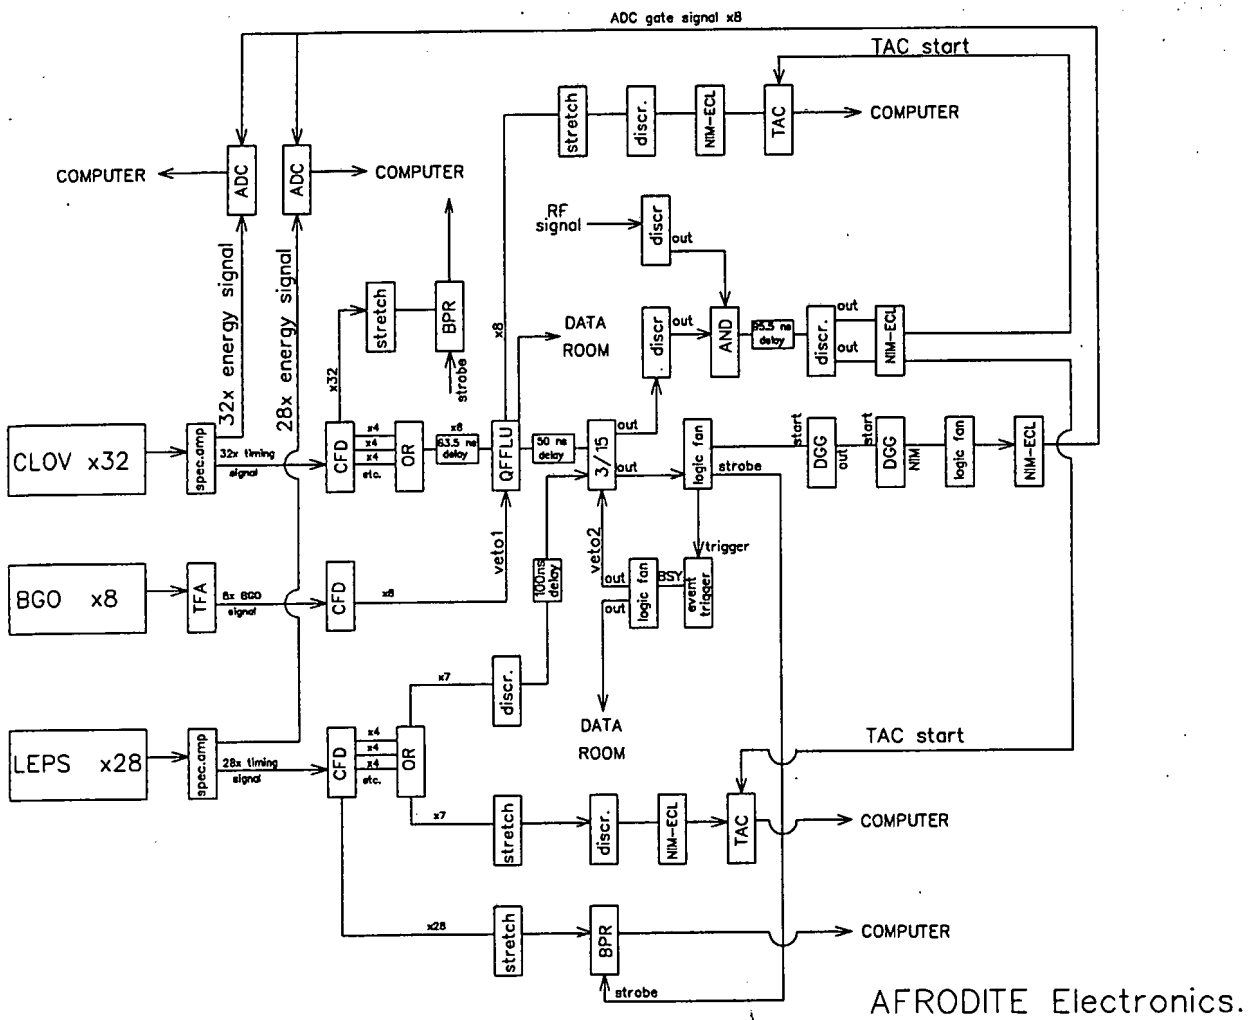 ADC gate signal x8
TAC start
stretch
discr.
NIM-ECL
TAC
COMPUTER
COMPUTER
ADC
ADC
COMPUTER
RF
signal
discr
out
32x energy signal
28x energy signal
stretch
BPR
strobe
x32
x8
DATA
ROOM
discr
out
AND
95.5 ns
delay
discr.
out
out
NIM-ECL
CLOV x32
spec.amp
32x timing
signal
CFD
x4
x4
x4
etc.
OR
x8
63.5 ns
delay
QFFLU
50 ns
delay
3/15
out
out
logic fan
strobe
start
DGG
out
start
DGG
NIM
logic fan
NIM-ECL
veto1
veto2
trigger
BGO x8
TFA
8x BGO
signal
CFD
x8
100ns
delay
out
out
logic fan
BSY
event
trigger
DATA
ROOM
x7
discr.
TAC start
LEPS x28
spec.amp
28x timing
signal
CFD
x4
x4
x4
etc.
OR
x7
stretch
discr.
NIM-ECL
TAC
COMPUTER
x28
stretch
BPR
COMPUTER
strobe
AFRODITE Electronics.